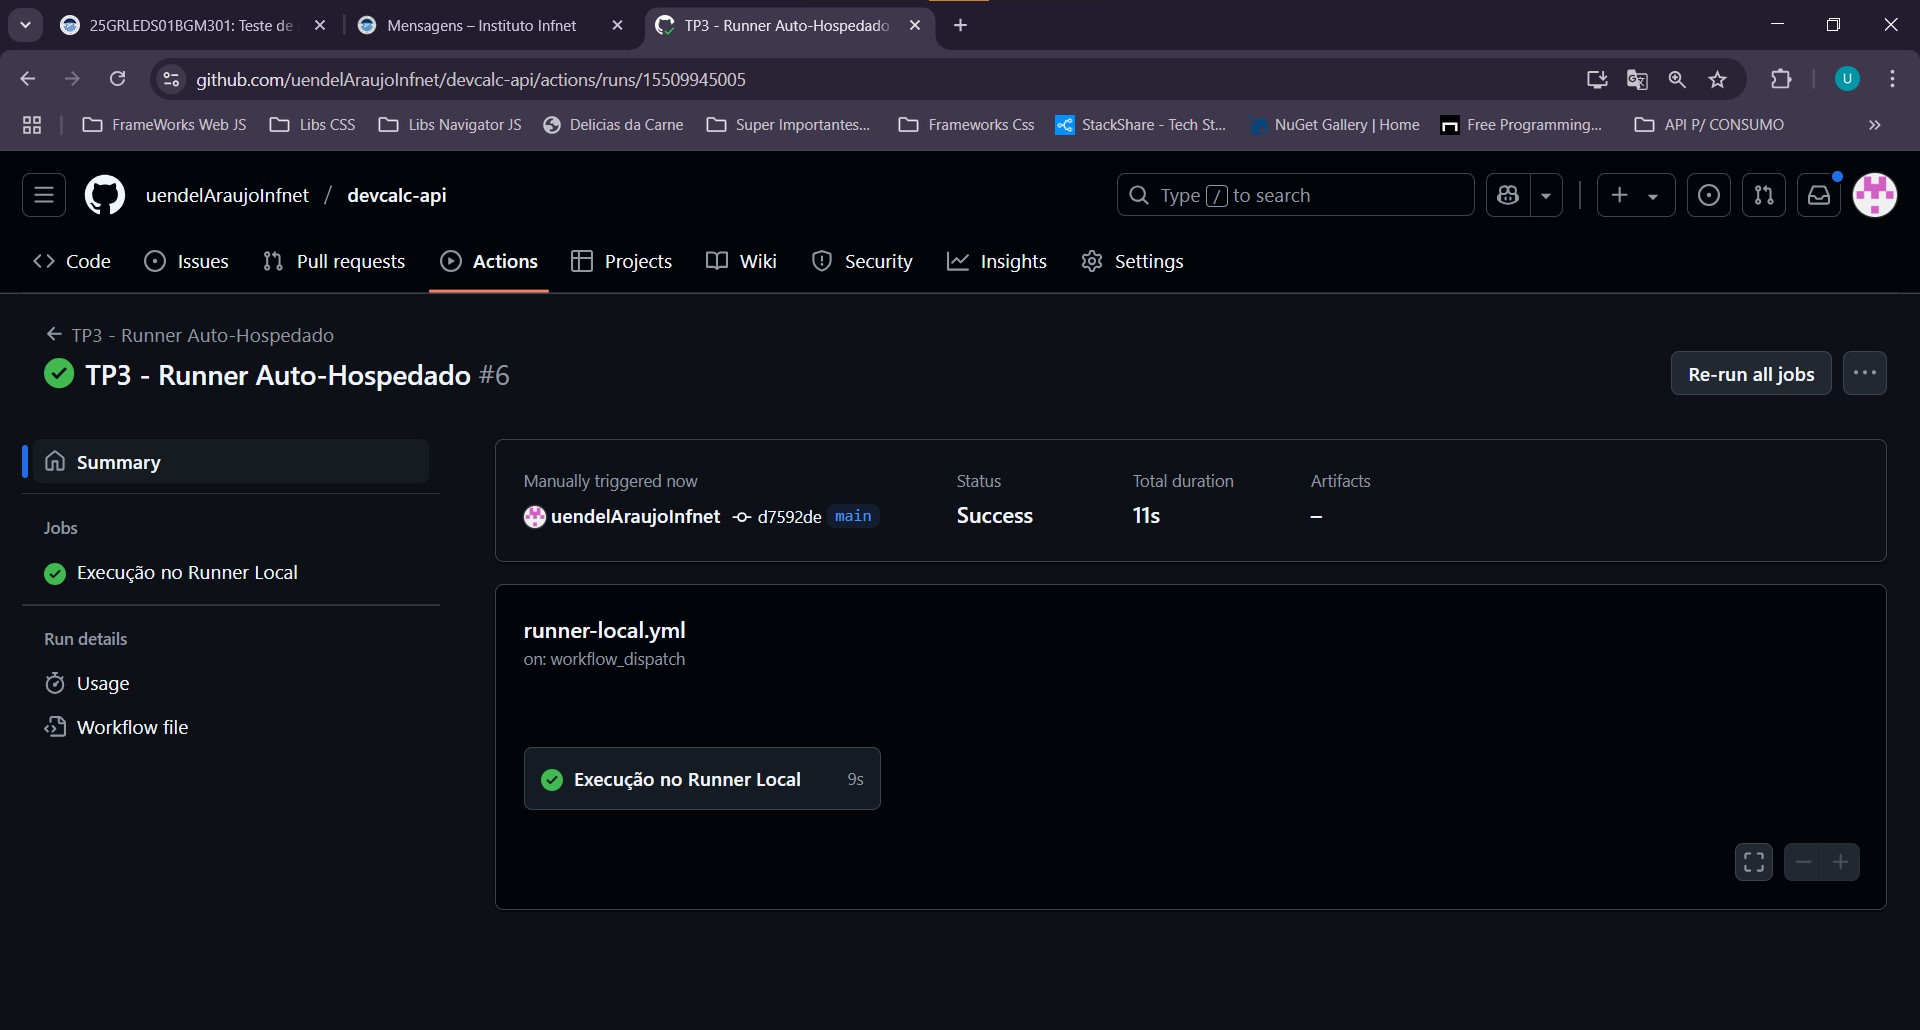 25GRLEDS01BGM301: Teste de
Mensagens – Instituto Infnet
TP3 - Runner Auto-Hospedado
github.com/uendelAraujoInfnet/devcalc-api/actions/runs/15509945005
U
FrameWorks Web JS
Libs CSS
Libs Navigator JS
Delicias da Carne
Super Importantes...
Frameworks Css
StackShare - Tech St...
NuGet Gallery | Home
Free Programming...
API P/ CONSUMO
»
uendelAraujoInfnet / devcalc-api
Type / to search
Code
Issues
Pull requests
Actions
Projects
Wiki
Security
Insights
Settings
← TP3 - Runner Auto-Hospedado
TP3 - Runner Auto-Hospedado #6
Re-run all jobs
Summary
Jobs
Execução no Runner Local
Run details
Usage
Workflow file
Manually triggered now
uendelAraujoInfnet d7592de main
Status
Success
Total duration
11s
Artifacts
–
runner-local.yml
on: workflow_dispatch
Execução no Runner Local 9s